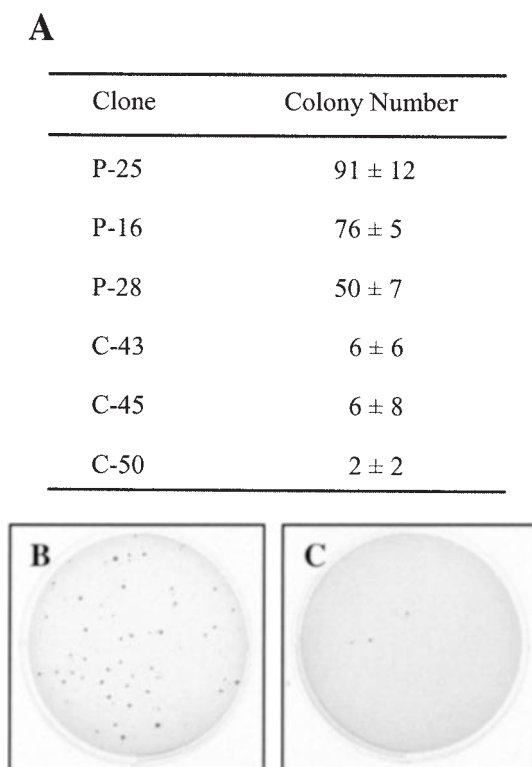 A
Clone Colony Number
P-25 91 ± 12
P-16 76 ± 5
P-28 50 ± 7
C-43 6 ± 6
C-45 6 ± 8
C-50 2 ± 2
B C